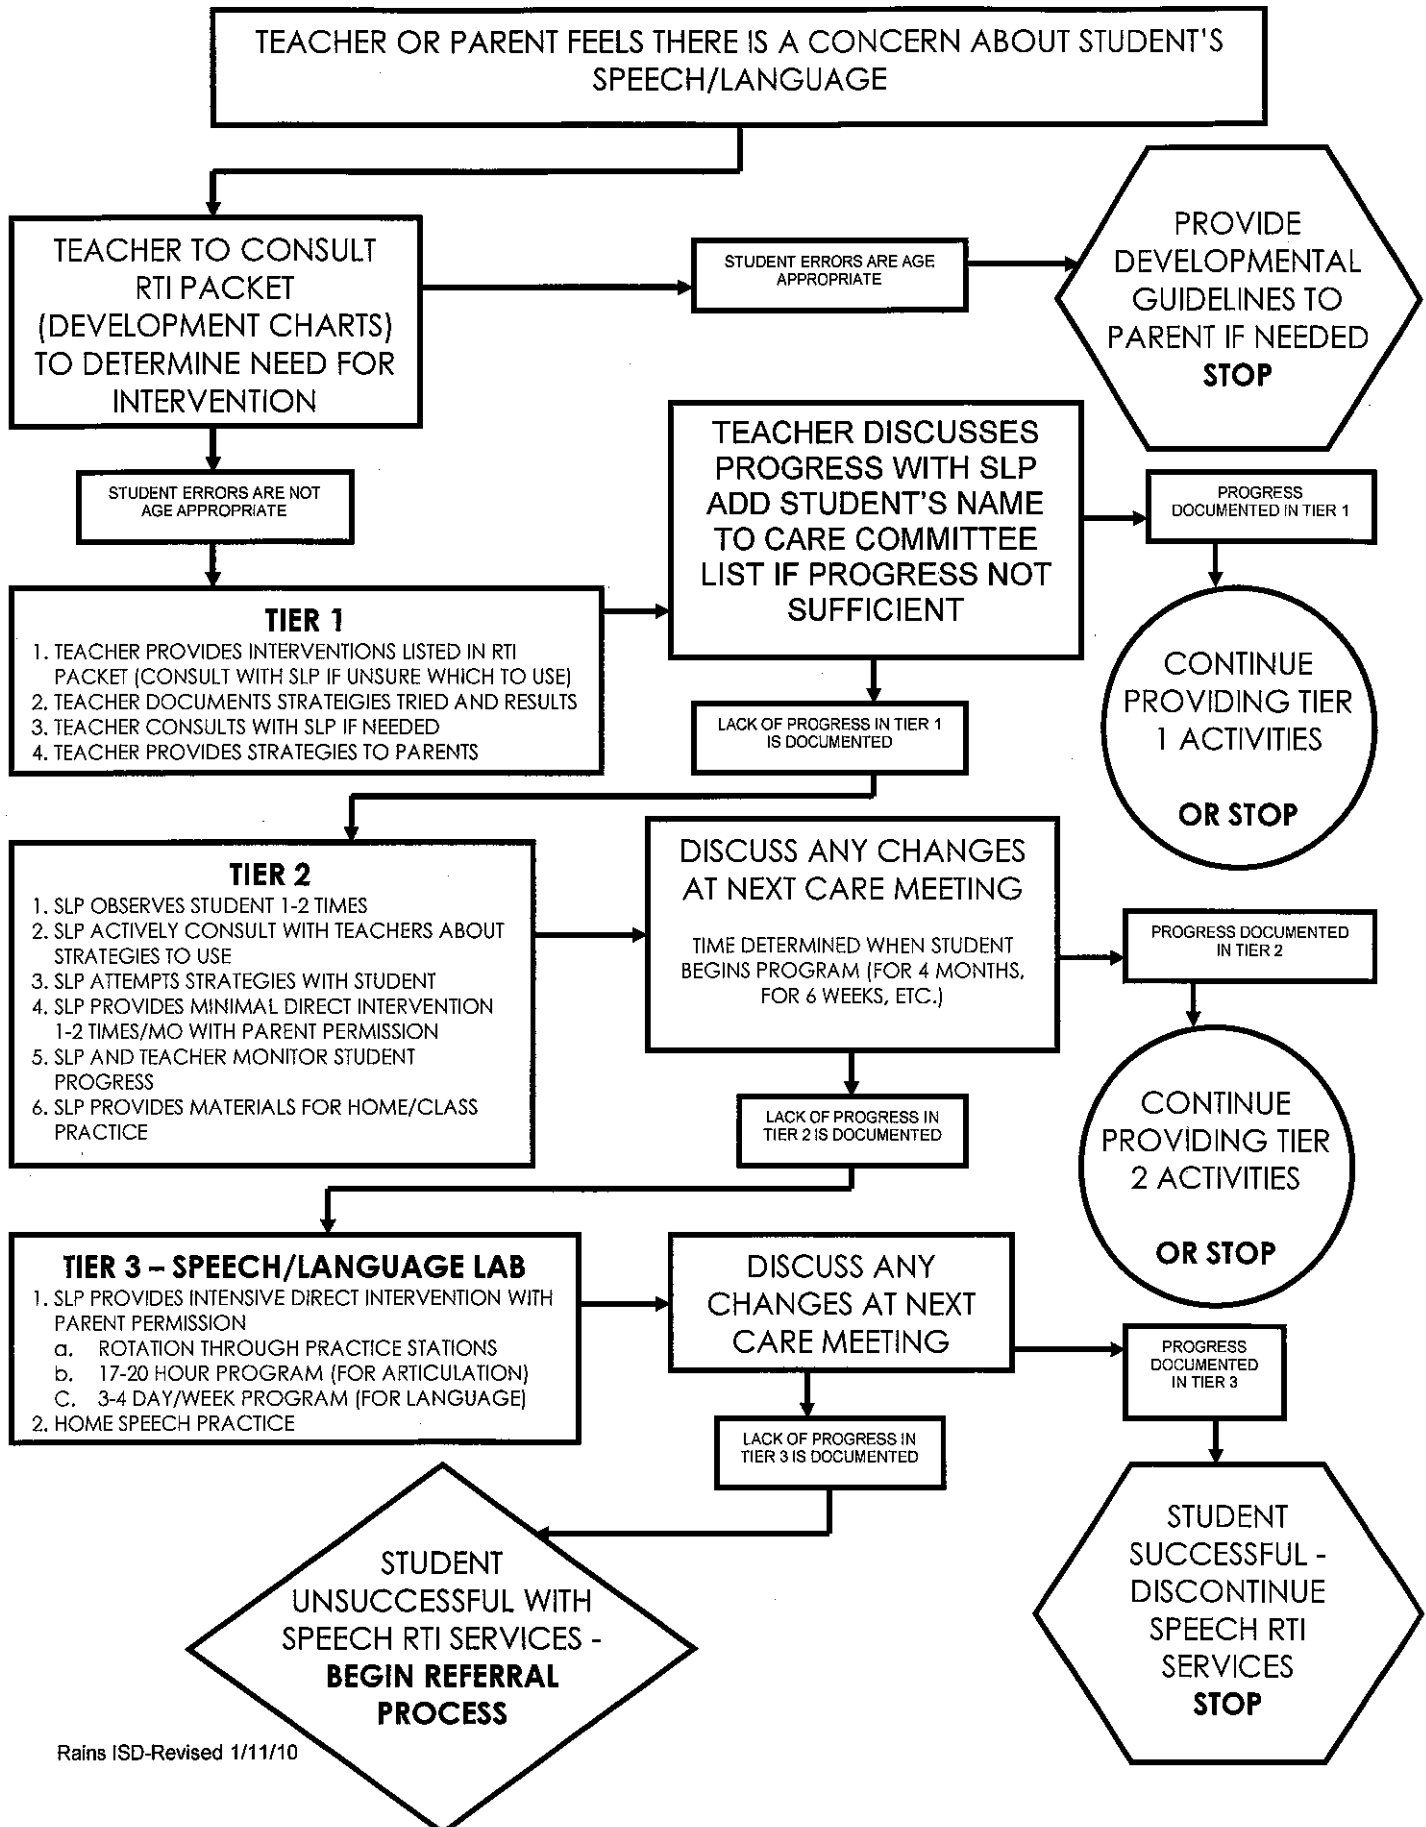 TEACHER OR PARENT FEELS THERE IS A CONCERN ABOUT STUDENT'S
SPEECH/LANGUAGE
TEACHER TO CONSULT
RTI PACKET
(DEVELOPMENT CHARTS)
TO DETERMINE NEED FOR
INTERVENTION
STUDENT ERRORS ARE AGE
APPROPRIATE
PROVIDE
DEVELOPMENTAL
GUIDELINES TO
PARENT IF NEEDED
STOP
STUDENT ERRORS ARE NOT
AGE APPROPRIATE
TEACHER DISCUSSES
PROGRESS WITH SLP
ADD STUDENT'S NAME
TO CARE COMMITTEE
LIST IF PROGRESS NOT
SUFFICIENT
PROGRESS
DOCUMENTED IN TIER 1
TIER 1
1. TEACHER PROVIDES INTERVENTIONS LISTED IN RTI
PACKET (CONSULT WITH SLP IF UNSURE WHICH TO USE)
2. TEACHER DOCUMENTS STRATEIGIES TRIED AND RESULTS
3. TEACHER CONSULTS WITH SLP IF NEEDED
4. TEACHER PROVIDES STRATEGIES TO PARENTS
LACK OF PROGRESS IN TIER 1
IS DOCUMENTED
CONTINUE
PROVIDING TIER
1 ACTIVITIES
OR STOP
TIER 2
1. SLP OBSERVES STUDENT 1-2 TIMES
2. SLP ACTIVELY CONSULT WITH TEACHERS ABOUT
STRATEGIES TO USE
3. SLP ATTEMPTS STRATEGIES WITH STUDENT
4. SLP PROVIDES MINIMAL DIRECT INTERVENTION
1-2 TIMES/MO WITH PARENT PERMISSION
5. SLP AND TEACHER MONITOR STUDENT
PROGRESS
6. SLP PROVIDES MATERIALS FOR HOME/CLASS
PRACTICE
DISCUSS ANY CHANGES
AT NEXT CARE MEETING
TIME DETERMINED WHEN STUDENT
BEGINS PROGRAM (FOR 4 MONTHS,
FOR 6 WEEKS, ETC.)
PROGRESS DOCUMENTED
IN TIER 2
LACK OF PROGRESS IN
TIER 2 IS DOCUMENTED
CONTINUE
PROVIDING TIER
2 ACTIVITIES
OR STOP
TIER 3 – SPEECH/LANGUAGE LAB
1. SLP PROVIDES INTENSIVE DIRECT INTERVENTION WITH
PARENT PERMISSION
a. ROTATION THROUGH PRACTICE STATIONS
b. 17-20 HOUR PROGRAM (FOR ARTICULATION)
C. 3-4 DAY/WEEK PROGRAM (FOR LANGUAGE)
2. HOME SPEECH PRACTICE
DISCUSS ANY
CHANGES AT NEXT
CARE MEETING
PROGRESS
DOCUMENTED
IN TIER 3
LACK OF PROGRESS IN
TIER 3 IS DOCUMENTED
STUDENT
UNSUCCESSFUL WITH
SPEECH RTI SERVICES -
BEGIN REFERRAL
PROCESS
STUDENT
SUCCESSFUL -
DISCONTINUE
SPEECH RTI
SERVICES
STOP
Rains ISD-Revised 1/11/10